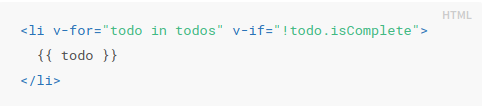 HTML
<li v-for="todo in todos" v-if="!todo.isComplete">
  {{ todo }}
</li>